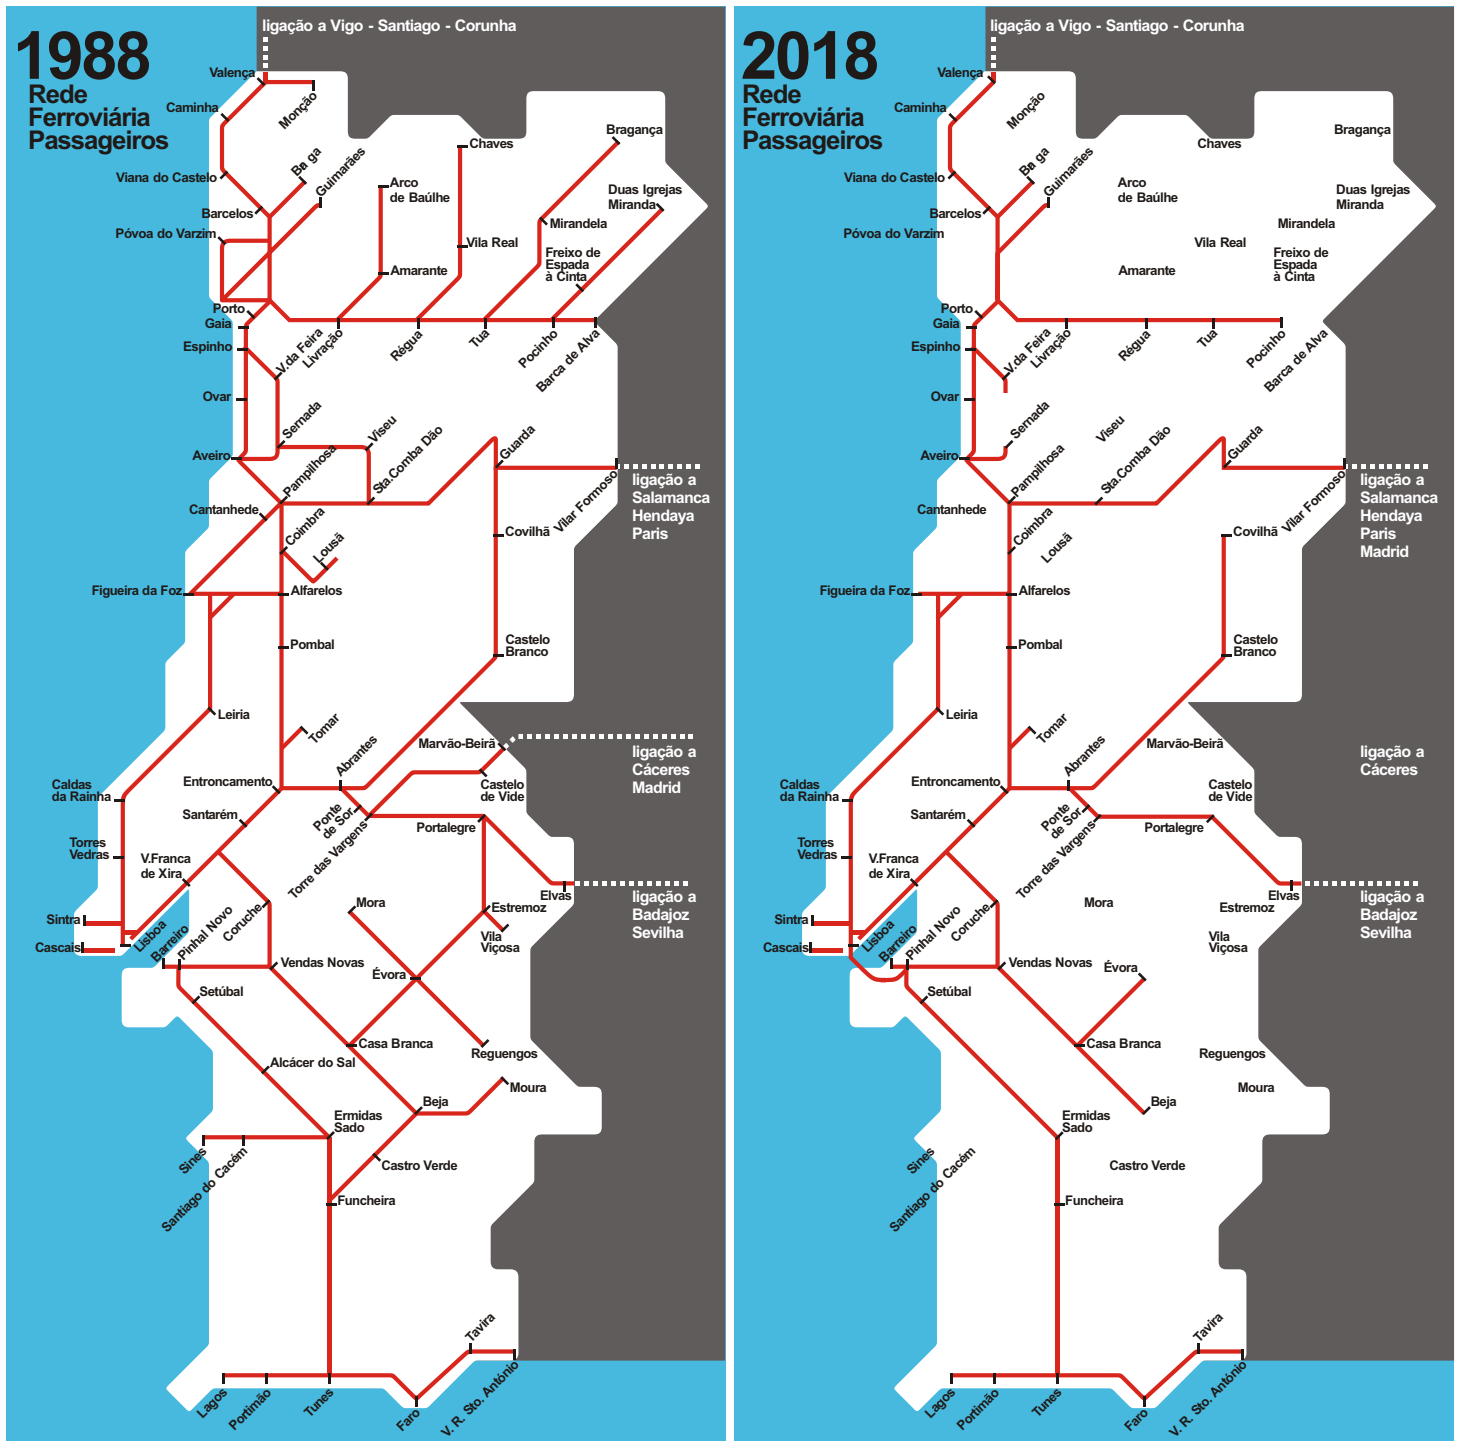 ligação a Vigo - Santiago - Corunha
1988
Rede
Ferroviária
Passageiros
Valença
Monção
Caminha
Viana do Castelo
Braga
Guimarães
Barcelos
Póvoa do Varzim
Chaves
Bragança
Arco
de Baúlhe
Duas Igrejas
Miranda
Mirandela
Vila Real
Freixo de
Espada
à Cinta
Amarante
Porto
Gaia
Espinho
V.da Feira
Livração
Régua
Tua
Pocinho
Barca de Alva
Ovar
Sernada
Viseu
Sta.Comba Dão
Guarda
Aveiro
Pampilhosa
Vilar Formoso
ligação a
Salamanca
Hendaya
Paris
Cantanhede
Coimbra
Lousã
Covilhã
Figueira da Foz
Alfarelos
Pombal
Castelo
Branco
Leiria
Tomar
Abrantes
Marvão-Beirã
ligação a
Cáceres
Madrid
Entroncamento
Castelo
de Vide
Caldas
da Rainha
Santarém
Ponte
de Sor
Torre das Vargens
Portalegre
Torres
Vedras
V.Franca
de Xira
Elvas
ligação a
Badajoz
Sevilha
Sintra
Cascais
Lisboa
Barreiro
Pinhal Novo
Coruche
Mora
Estremoz
Vila
Viçosa
Vendas Novas
Évora
Setúbal
Casa Branca
Reguengos
Alcácer do Sal
Moura
Beja
Ermidas
Sado
Sines
Santiago do Cacém
Castro Verde
Funcheira
Lagos
Portimão
Tunes
Faro
Tavira
V. R. Sto. António
ligação a Vigo - Santiago - Corunha
2018
Rede
Ferroviária
Passageiros
Valença
Monção
Caminha
Viana do Castelo
Braga
Guimarães
Barcelos
Póvoa do Varzim
Chaves
Bragança
Arco
de Baúlhe
Duas Igrejas
Miranda
Mirandela
Vila Real
Freixo de
Espada
à Cinta
Amarante
Porto
Gaia
Espinho
V.da Feira
Livração
Régua
Tua
Pocinho
Barca de Alva
Ovar
Sernada
Viseu
Sta.Comba Dão
Guarda
Aveiro
Pampilhosa
Vilar Formoso
ligação a
Salamanca
Hendaya
Paris
Madrid
Cantanhede
Coimbra
Lousã
Covilhã
Figueira da Foz
Alfarelos
Pombal
Castelo
Branco
Leiria
Tomar
Abrantes
Marvão-Beirã
ligação a
Cáceres
Entroncamento
Castelo
de Vide
Caldas
da Rainha
Santarém
Ponte
de Sor
Torre das Vargens
Portalegre
Torres
Vedras
V.Franca
de Xira
Elvas
ligação a
Badajoz
Sevilha
Sintra
Cascais
Lisboa
Barreiro
Pinhal Novo
Coruche
Mora
Estremoz
Vila
Viçosa
Vendas Novas
Évora
Setúbal
Casa Branca
Reguengos
Moura
Beja
Ermidas
Sado
Sines
Santiago do Cacém
Castro Verde
Funcheira
Lagos
Portimão
Tunes
Faro
Tavira
V. R. Sto. António